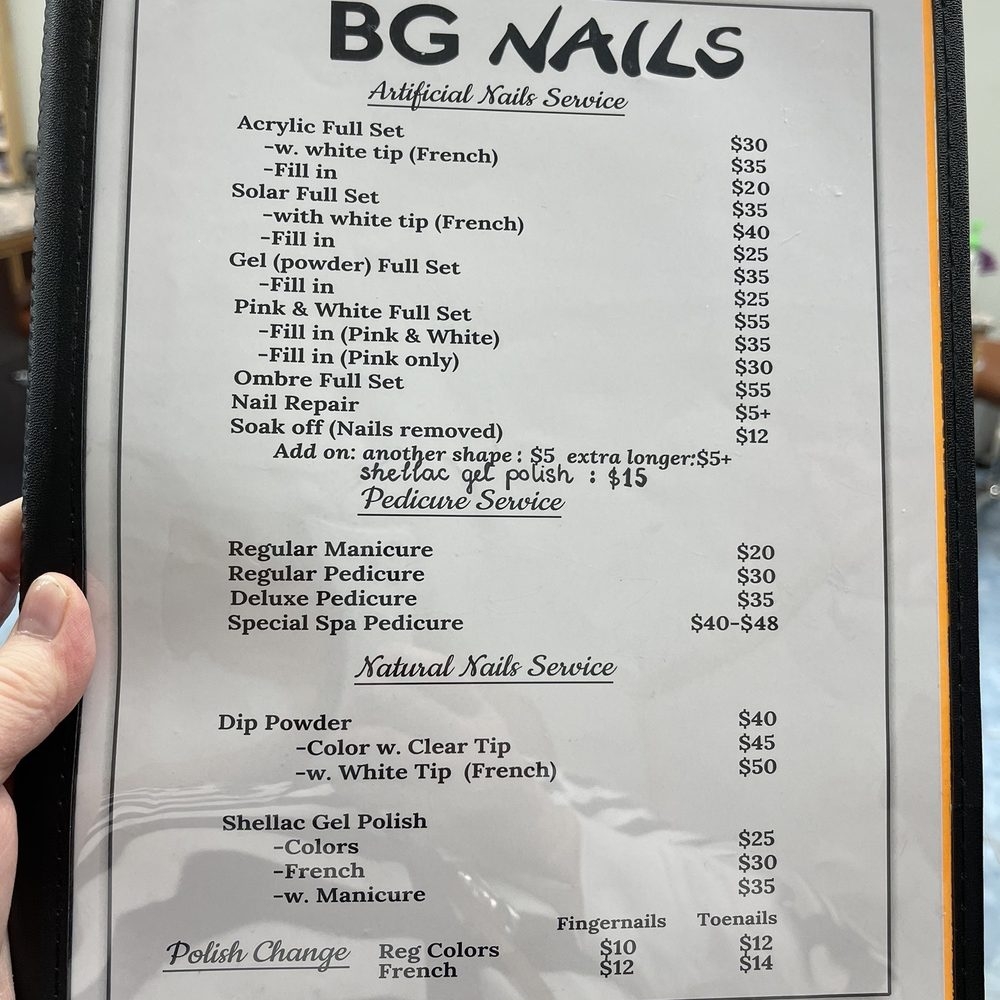 BG NAILS
Artificial Nails Service
Acrylic Full Set $30
-w. white tip (French) $35
-Fill in $20
Solar Full Set $35
-with white tip (French) $40
-Fill in $25
Gel (powder) Full Set $35
-Fill in $25
Pink & White Full Set $55
-Fill in (Pink & White) $35
-Fill in (Pink only) $30
Ombre Full Set $55
Nail Repair $5+
Soak off (Nails removed) $12
Add on: another shape: $5 extra longer:$5+
shellac gel polish : $15
Pedicure Service
Regular Manicure $20
Regular Pedicure $30
Deluxe Pedicure $35
Special Spa Pedicure $40-$48
Natural Nails Service
Dip Powder $40
-Color w. Clear Tip $45
-w. White Tip (French) $50
Shellac Gel Polish
-Colors $25
-French $30
-w. Manicure $35
Fingernails Toenails
Polish Change Reg Colors $10 $12
French $12 $14